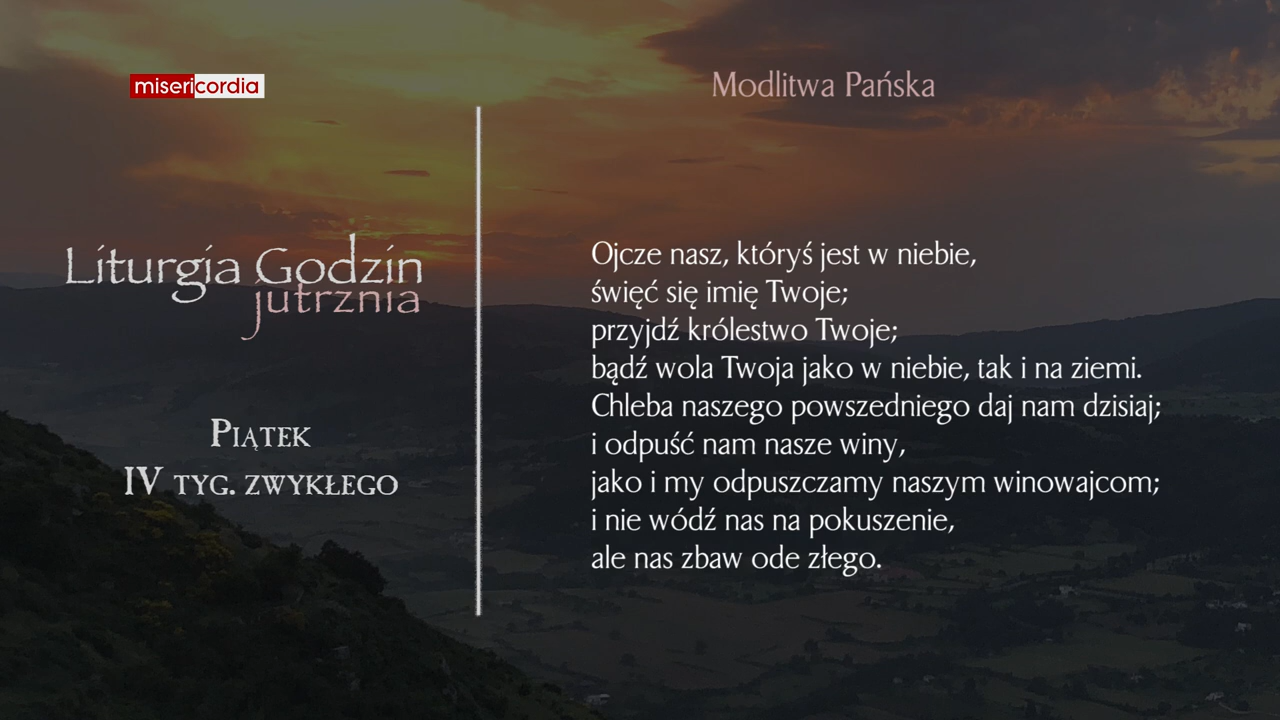 misericordia
Liturgia Godzin
jutrznia
Piątek
IV tyg. zwykłego
Modlitwa Pańska
Ojcze nasz, któryś jest w niebie,
święć się imię Twoje;
przyjdź królestwo Twoje;
bądź wola Twoja jako w niebie, tak i na ziemi.
Chleba naszego powszedniego daj nam dzisiaj;
i odpuść nam nasze winy,
jako i my odpuszczamy naszym winowajcom;
i nie wódź nas na pokuszenie,
ale nas zbaw ode złego.